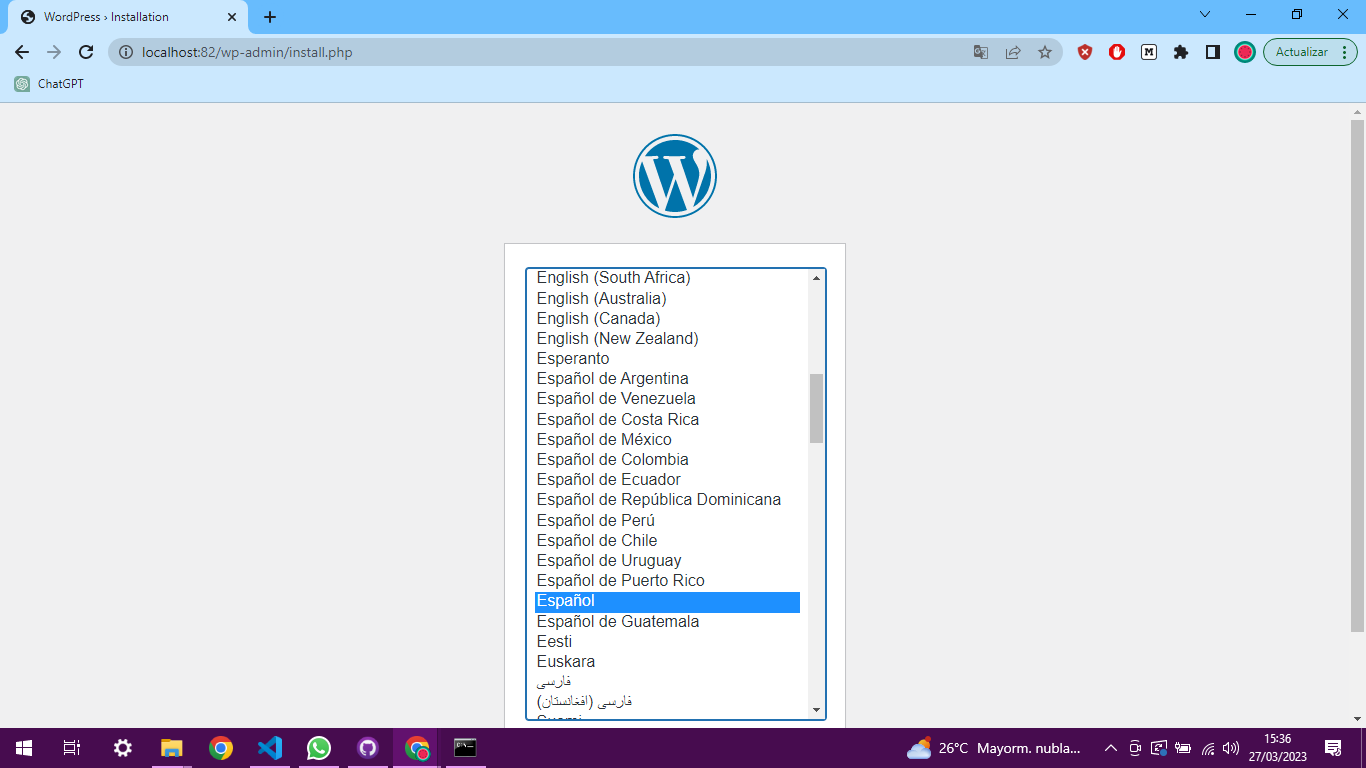 WordPress › Installation
localhost:82/wp-admin/install.php
Actualizar
ChatGPT
English (South Africa)
English (Australia)
English (Canada)
English (New Zealand)
Esperanto
Español de Argentina
Español de Venezuela
Español de Costa Rica
Español de México
Español de Colombia
Español de Ecuador
Español de República Dominicana
Español de Perú
Español de Chile
Español de Uruguay
Español de Puerto Rico
Español
Español de Guatemala
Eesti
Euskara
فارسی
(فارسی (افغانستان
Suomi
26°C Mayorm. nubla...
15:36
27/03/2023